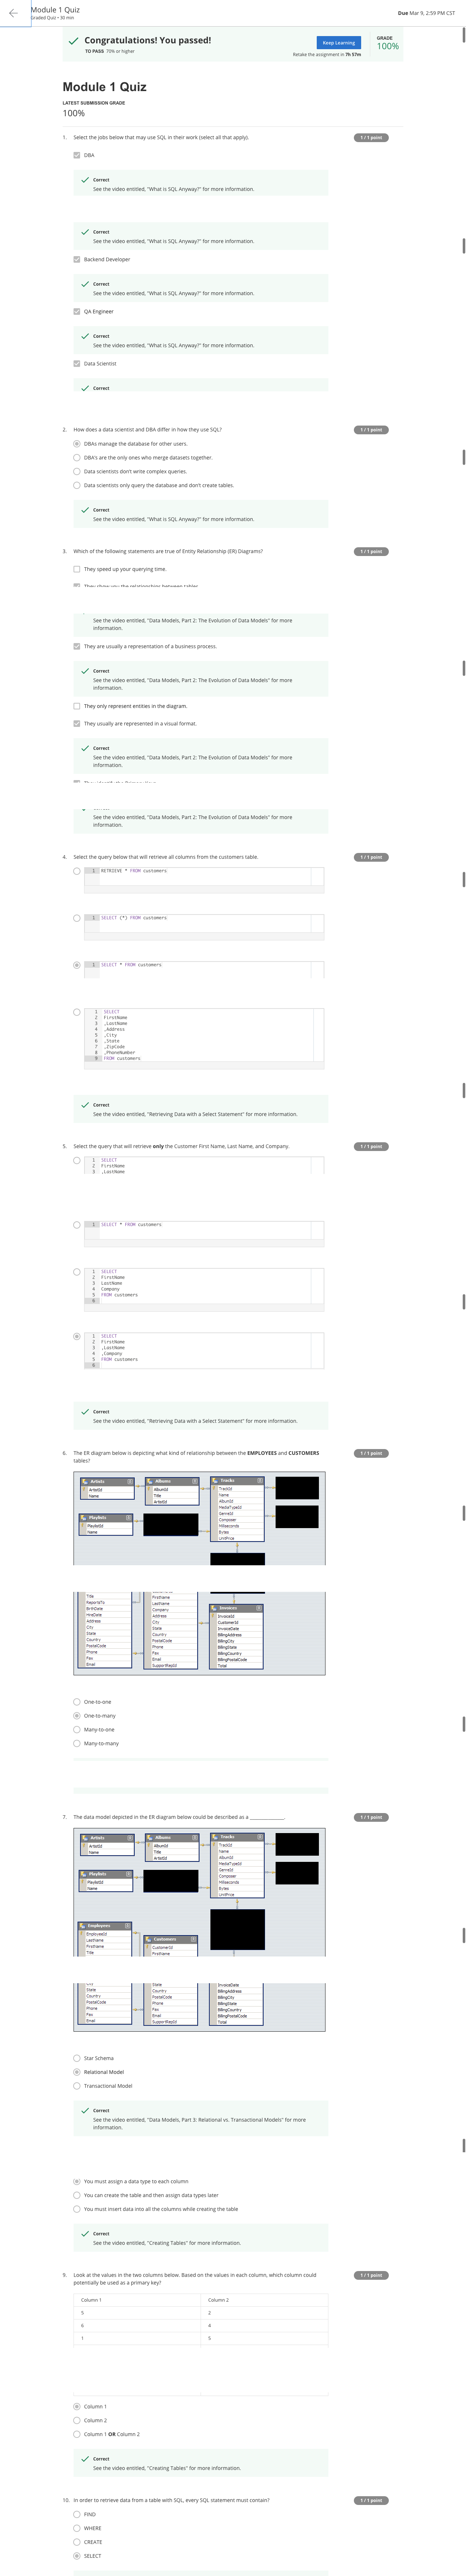 Module 1 Quiz
Graded Quiz • 30 min
Due Mar 9, 2:59 PM CST
Congratulations! You passed!
TO PASS 70% or higher
Keep Learning
Retake the assignment in 7h 57m
GRADE
100%
Module 1 Quiz
LATEST SUBMISSION GRADE
100%
1. Select the jobs below that may use SQL in their work (select all that apply).
1 / 1 point
DBA
Correct
See the video entitled, "What is SQL Anyway?" for more information.
Correct
See the video entitled, "What is SQL Anyway?" for more information.
Backend Developer
Correct
See the video entitled, "What is SQL Anyway?" for more information.
QA Engineer
Correct
See the video entitled, "What is SQL Anyway?" for more information.
Data Scientist
Correct
2. How does a data scientist and DBA differ in how they use SQL?
1 / 1 point
DBAs manage the database for other users.
DBA's are the only ones who merge datasets together.
Data scientists don't write complex queries.
Data scientists only query the database and don't create tables.
Correct
See the video entitled, "What is SQL Anyway?" for more information.
3. Which of the following statements are true of Entity Relationship (ER) Diagrams?
1 / 1 point
They speed up your querying time.
They show you the relationships between tables.
See the video entitled, "Data Models, Part 2: The Evolution of Data Models" for more
information.
They are usually a representation of a business process.
Correct
See the video entitled, "Data Models, Part 2: The Evolution of Data Models" for more
information.
They only represent entities in the diagram.
They usually are represented in a visual format.
Correct
See the video entitled, "Data Models, Part 2: The Evolution of Data Models" for more
information.
See the video entitled, "Data Models, Part 2: The Evolution of Data Models" for more
information.
4. Select the query below that will retrieve all columns from the customers table.
1 / 1 point
1 RETRIEVE * FROM customers
1 SELECT (*) FROM customers
1 SELECT * FROM customers
1 SELECT
2 FirstName
3 ,LastName
4 ,Address
5 ,City
6 ,State
7 ,ZipCode
8 ,PhoneNumber
9 FROM customers
Correct
See the video entitled, "Retrieving Data with a Select Statement" for more information.
5. Select the query that will retrieve only the Customer First Name, Last Name, and Company.
1 / 1 point
1 SELECT
2 FirstName
3 ,LastName
1 SELECT * FROM customers
1 SELECT
2 FirstName
3 LastName
4 Company
5 FROM customers
6
1 SELECT
2 FirstName
3 ,LastName
4 ,Company
5 FROM customers
6
Correct
See the video entitled, "Retrieving Data with a Select Statement" for more information.
6. The ER diagram below is depicting what kind of relationship between the EMPLOYEES and CUSTOMERS
tables?
1 / 1 point
Artists
ArtistId
Name
Albums
AlbumId
Title
ArtistId
Tracks
TrackId
Name
AlbumId
MediaTypeId
GenreId
Composer
Milliseconds
Bytes
UnitPrice
Playlists
PlaylistId
Name
Title
ReportsTo
BirthDate
HireDate
Address
City
State
Country
PostalCode
Phone
Fax
Email
FirstName
LastName
Company
Address
City
State
Country
PostalCode
Phone
Fax
Email
SupportRepId
Invoices
InvoiceId
CustomerId
InvoiceDate
BillingAddress
BillingCity
BillingState
BillingCountry
BillingPostalCode
Total
One-to-one
One-to-many
Many-to-one
Many-to-many
7. The data model depicted in the ER diagram below could be described as a ______________.
1 / 1 point
Artists
ArtistId
Name
Albums
AlbumId
Title
ArtistId
Tracks
TrackId
Name
AlbumId
MediaTypeId
GenreId
Composer
Milliseconds
Bytes
UnitPrice
Playlists
PlaylistId
Name
Employees
EmployeeId
LastName
FirstName
Title
Customers
CustomerId
FirstName
City
State
Country
PostalCode
Phone
Fax
Email
State
Country
PostalCode
Phone
Fax
Email
SupportRepId
InvoiceDate
BillingAddress
BillingCity
BillingState
BillingCountry
BillingPostalCode
Total
Star Schema
Relational Model
Transactional Model
Correct
See the video entitled, "Data Models, Part 3: Relational vs. Transactional Models" for more
information.
You must assign a data type to each column
You can create the table and then assign data types later
You must insert data into all the columns while creating the table
Correct
See the video entitled, "Creating Tables" for more information.
9. Look at the values in the two columns below. Based on the values in each column, which column could
potentially be used as a primary key?
1 / 1 point
Column 1 Column 2
5 2
6 4
1 5
Column 1
Column 2
Column 1 OR Column 2
Correct
See the video entitled, "Creating Tables" for more information.
10. In order to retrieve data from a table with SQL, every SQL statement must contain?
1 / 1 point
FIND
WHERE
CREATE
SELECT